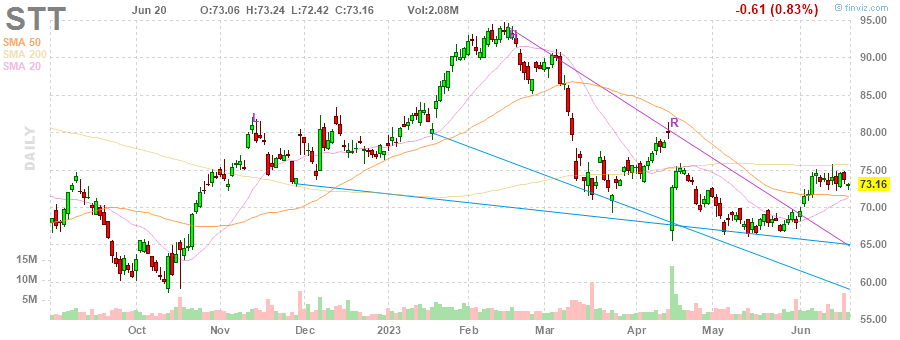 STT Jun 20 O:73.06 H:73.24 L:72.42 C:73.16 Vol:2.08M -0.61 (0.83%) finviz.com
SMA 50
SMA 200
SMA 20
DAILY
L
R
95.00
90.00
85.00
80.00
75.00
73.16
70.00
65.00
60.00
55.00
15M
10M
5M
Oct Nov Dec 2023 Feb Mar Apr May Jun